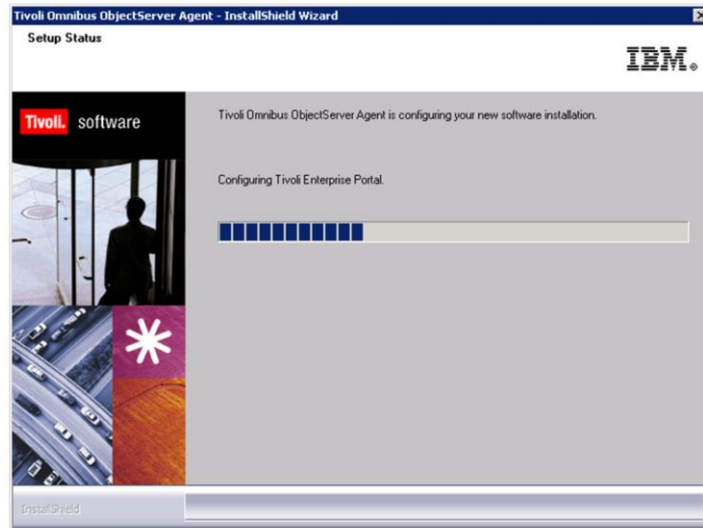 Tivoli Omnibus ObjectServer Agent - InstallShield Wizard
Setup Status
IBM®
Tivoli. software
Tivoli Omnibus ObjectServer Agent is configuring your new software installation.
Configuring Tivoli Enterprise Portal.
InstallShield